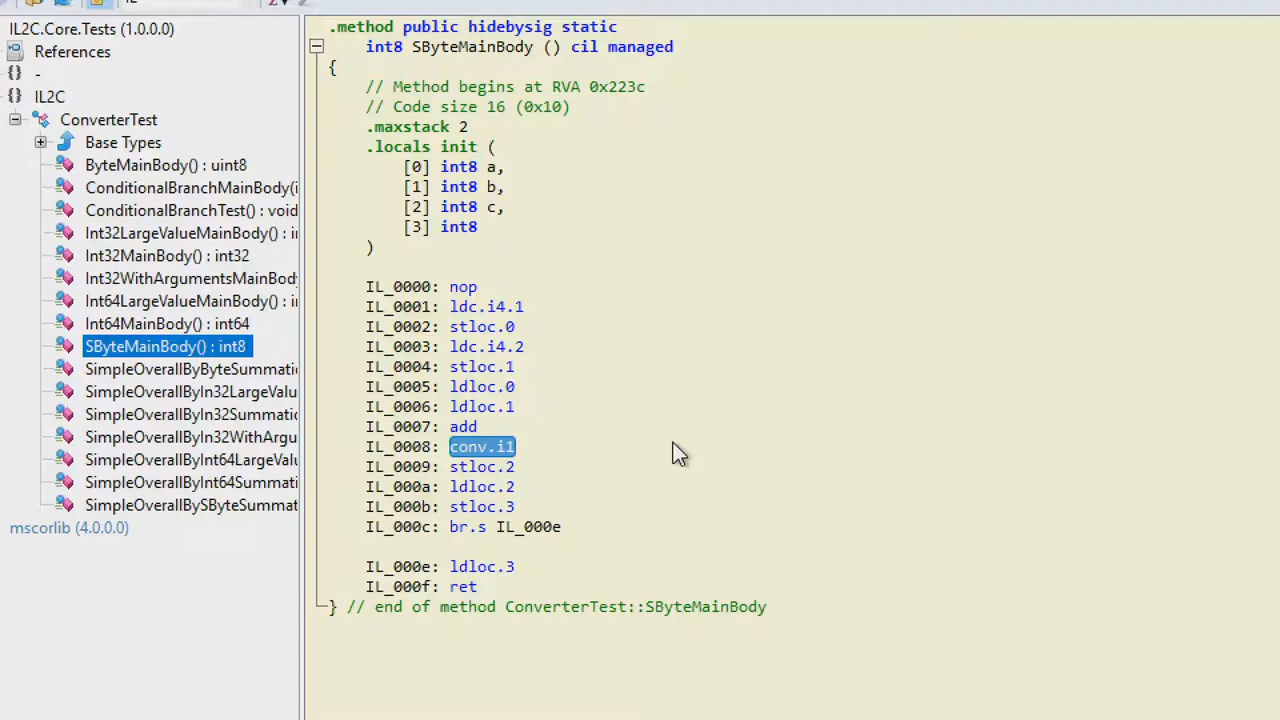 IL2C.Core.Tests (1.0.0.0)
References
-
IL2C
ConverterTest
Base Types
ByteMainBody() : uint8
ConditionalBranchMainBody(i
ConditionalBranchTest() : void
Int32LargeValueMainBody() : i
Int32MainBody() : int32
Int32WithArgumentsMainBod
Int64LargeValueMainBody() : i
Int64MainBody() : int64
SByteMainBody() : int8
SimpleOverallByByteSummati
SimpleOverallByIn32LargeValu
SimpleOverallByIn32Summatic
SimpleOverallByIn32WithArgu
SimpleOverallByInt64LargeValu
SimpleOverallByInt64Summati
SimpleOverallBySByteSummat
mscorlib (4.0.0.0)
.method public hidebysig static
int8 SByteMainBody () cil managed
{
// Method begins at RVA 0x223c
// Code size 16 (0x10)
.maxstack 2
.locals init (
[0] int8 a,
[1] int8 b,
[2] int8 c,
[3] int8
)
IL_0000: nop
IL_0001: ldc.i4.1
IL_0002: stloc.0
IL_0003: ldc.i4.2
IL_0004: stloc.1
IL_0005: ldloc.0
IL_0006: ldloc.1
IL_0007: add
IL_0008: conv.i1
IL_0009: stloc.2
IL_000a: ldloc.2
IL_000b: stloc.3
IL_000c: br.s IL_000e
IL_000e: ldloc.3
IL_000f: ret
} // end of method ConverterTest::SByteMainBody